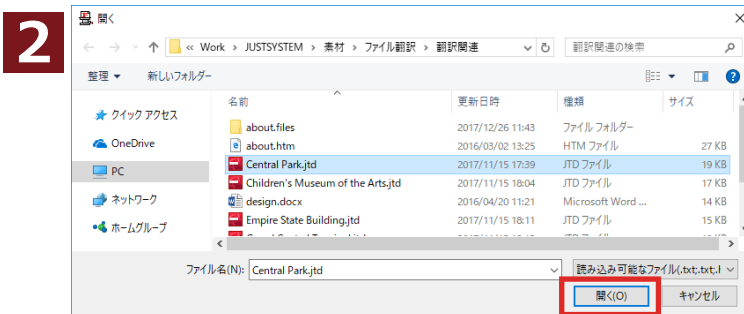 2
開く
« Work › JUSTSYSTEM › 素材 › ファイル翻訳 › 翻訳関連
翻訳関連の検索
整理 ▼ 新しいフォルダー
名前 更新日時 種類 サイズ
クイック アクセス
OneDrive
PC
ネットワーク
ホームグループ
about.files 2017/12/26 11:43 ファイル フォルダー
about.htm 2016/03/02 13:25 HTM ファイル 27 KB
Central Park.jtd 2017/11/15 17:39 JTD ファイル 19 KB
Children's Museum of the Arts.jtd 2017/11/15 18:04 JTD ファイル 17 KB
design.docx 2016/04/20 11:21 Microsoft Word ... 14 KB
Empire State Building.jtd 2017/11/15 18:11 JTD ファイル 15 KB
ファイル名(N): Central Park.jtd 読み込み可能なファイル(.txt;.txt;.
開く(O) キャンセル